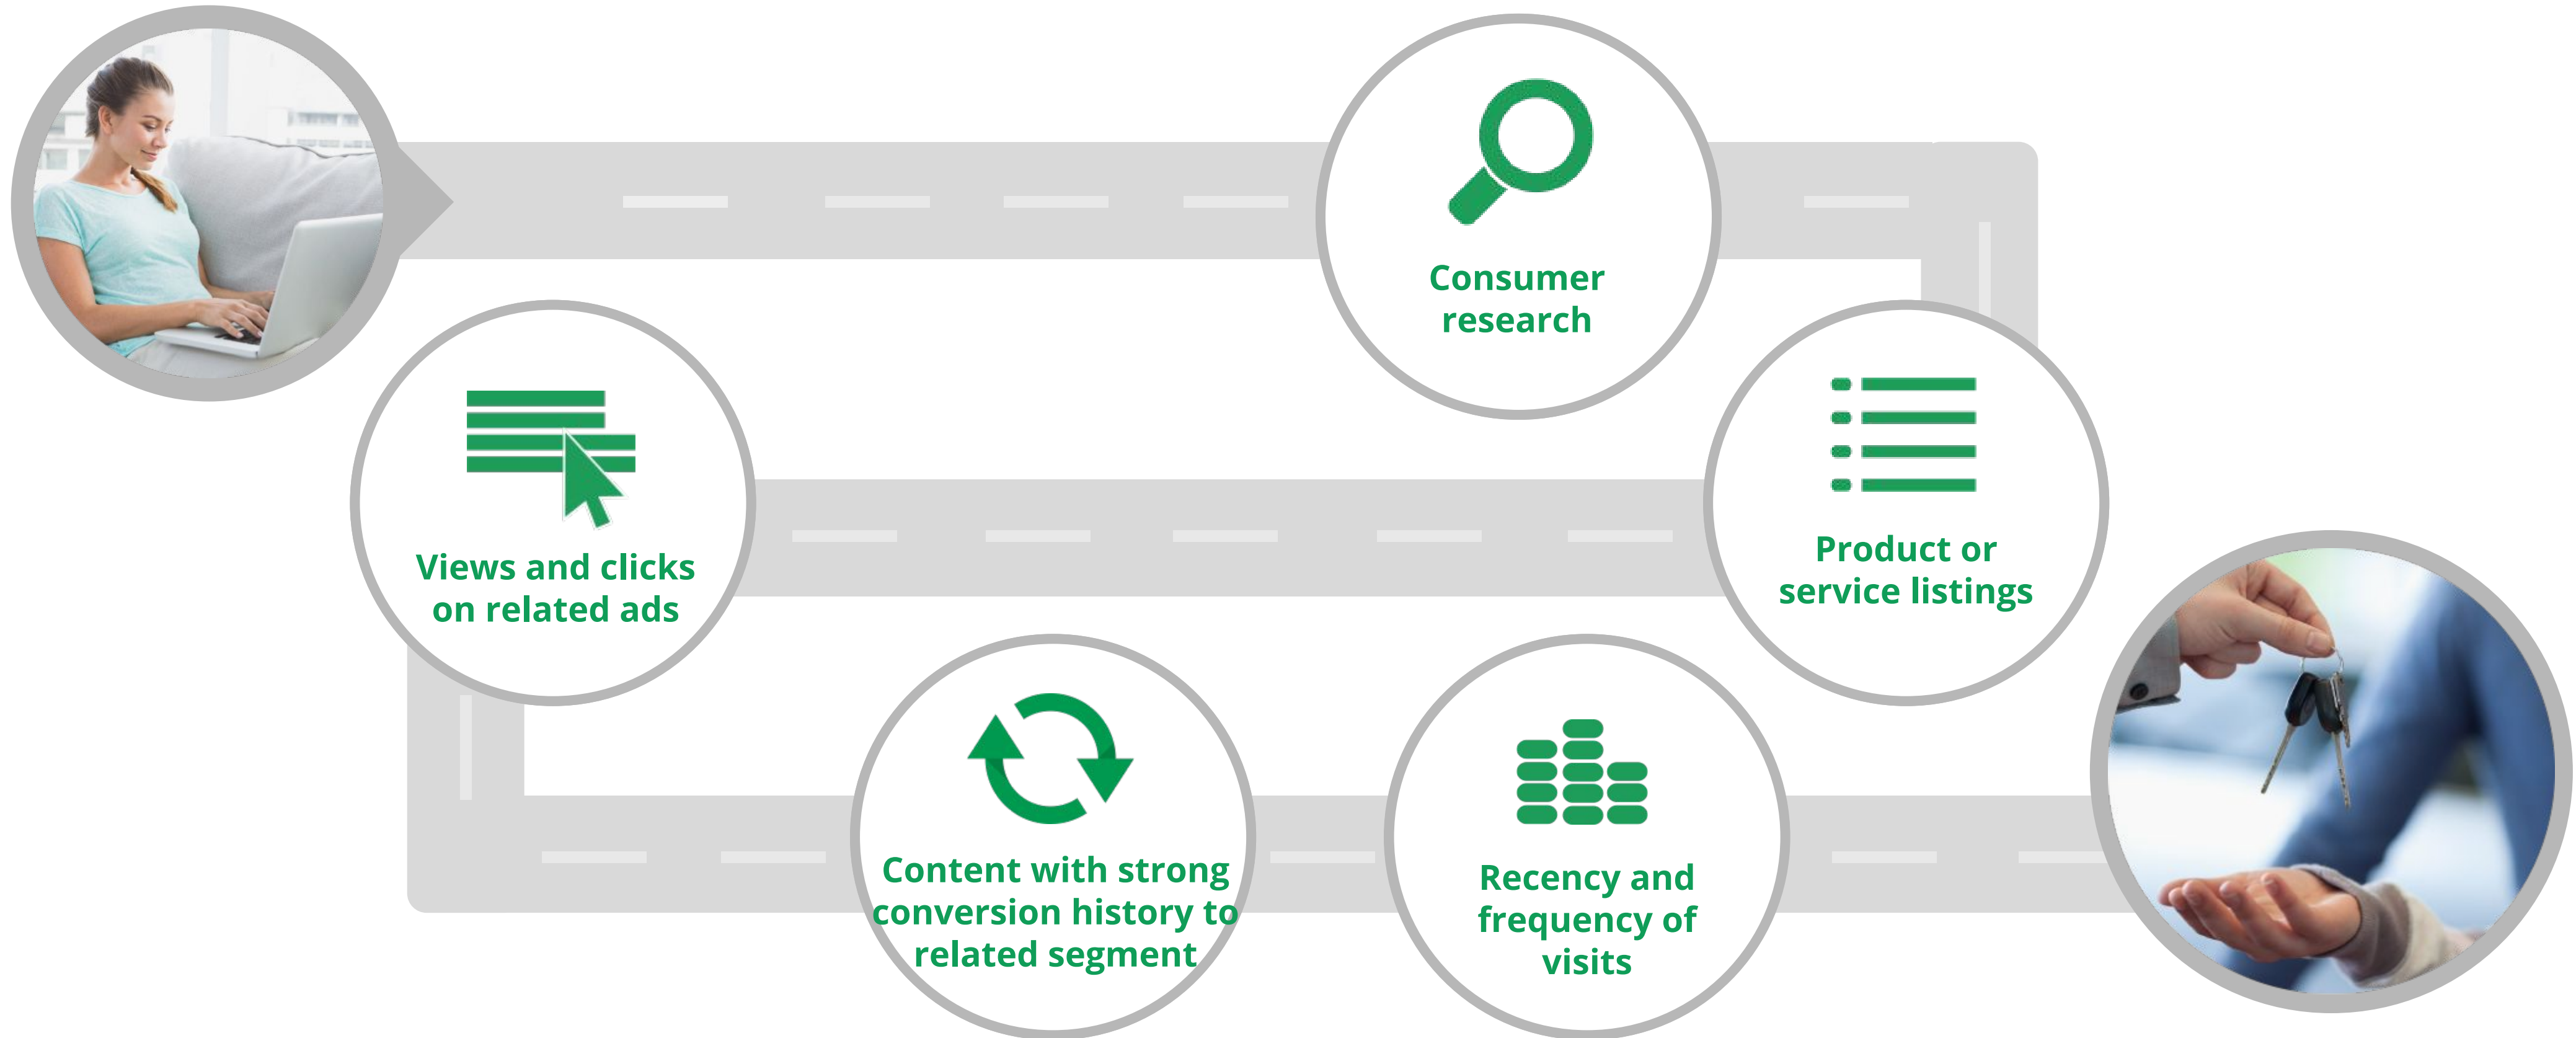 Consumer
research
Product or
service listings
Views and clicks
on related ads
Content with strong
conversion history to
related segment
Recency and
frequency of
visits